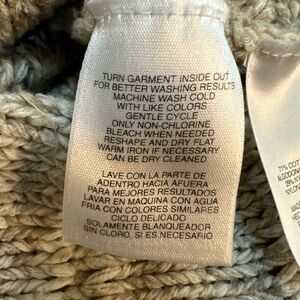 TURN GARMENT INSIDE OUT
FOR BETTER WASHING RESULTS
MACHINE WASH COLD
WITH LIKE COLORS
GENTLE CYCLE
ONLY NON-CHLORINE
BLEACH WHEN NEEDED
RESHAPE AND DRY FLAT
WARM IRON IF NECESSARY
CAN BE DRY CLEANED
LAVE CON LA PARTE DE
ADENTRO HACIA AFUERA
PARA MEJORES RESULTADOS
LAVAR EN MAQUINA CON AGUA
FRIA CON COLORES SIMILARES
CICLO DELICADO
SOLAMENTE BLANQUEADOR
SIN CLORO, SI ES NECESARIO